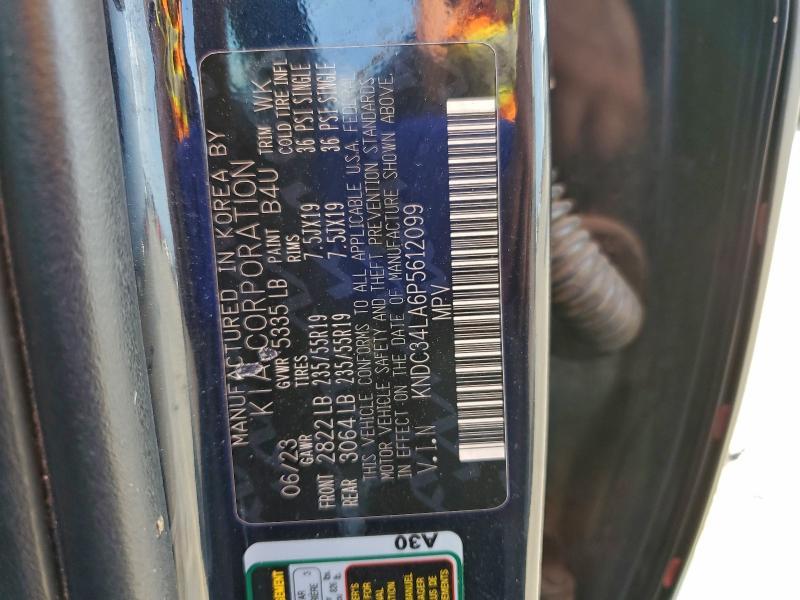 MANUFACTURED IN KOREA BY
KIA CORPORATION
06/23 GVWR 5335 LB PAINT B4U TRIM WK
GAWR TIRES RIMS COLD TIRE INFL
FRONT 2822 LB 235/55R19 7.5JX19 36 PSI SINGLE
REAR 3064 LB 235/55R19 7.5JX19 36 PSI SINGLE
THIS VEHICLE CONFORMS TO ALL APPLICABLE U.S.A. FEDERAL
MOTOR VEHICLE SAFETY AND THEFT PREVENTION STANDARDS
IN EFFECT ON THE DATE OF MANUFACTURE SHOWN ABOVE.
V.I.N KNDC34LA6P5612099
MPV
A30
MANUEL
PLUS DE